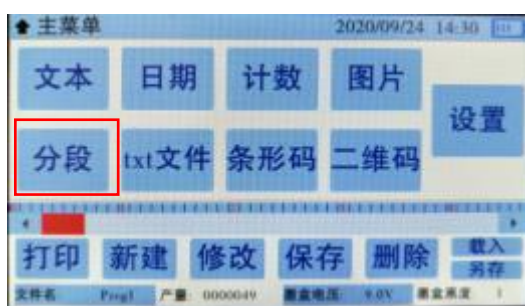 主菜单 2020/09/24 14:30
文本 日期 计数 图片
设置
分段 txt文件 条形码 二维码
打印 新建 修改 保存 删除 载入
另存
文件名 Prog1 产量: 0000049 墨盒电压: 9.0V 墨盒浓度 1